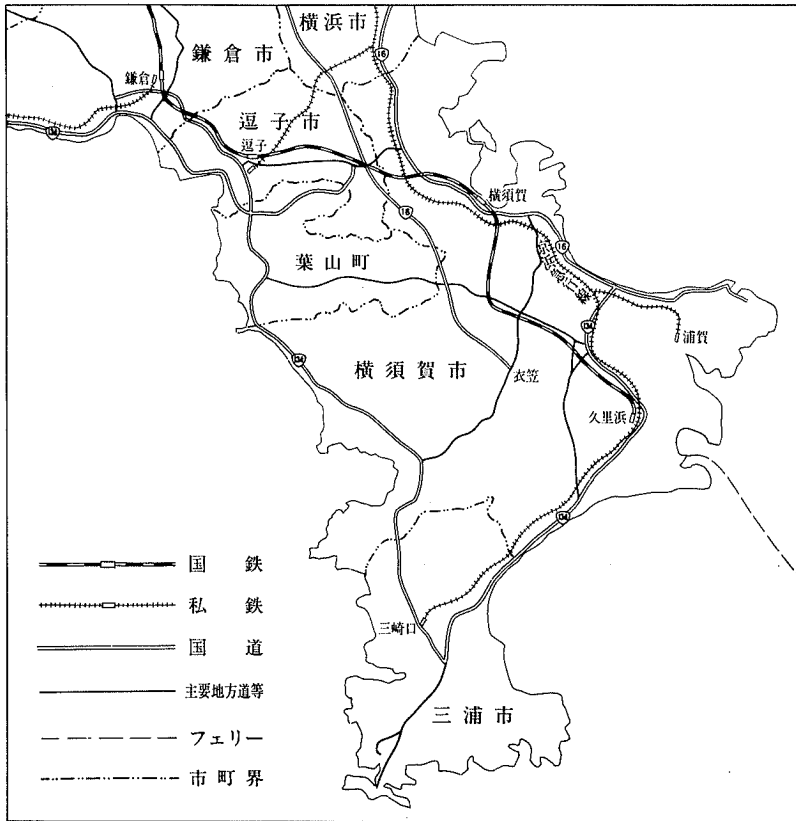 横浜市
鎌倉市
16
鎌倉
逗子市
134
逗子
横須賀
16
16
葉山町
134
浦賀
134
横須賀市
衣笠
久里浜
134
国鉄
私鉄
三崎口
国道
主要地方道等
三浦市
フェリー
市町界